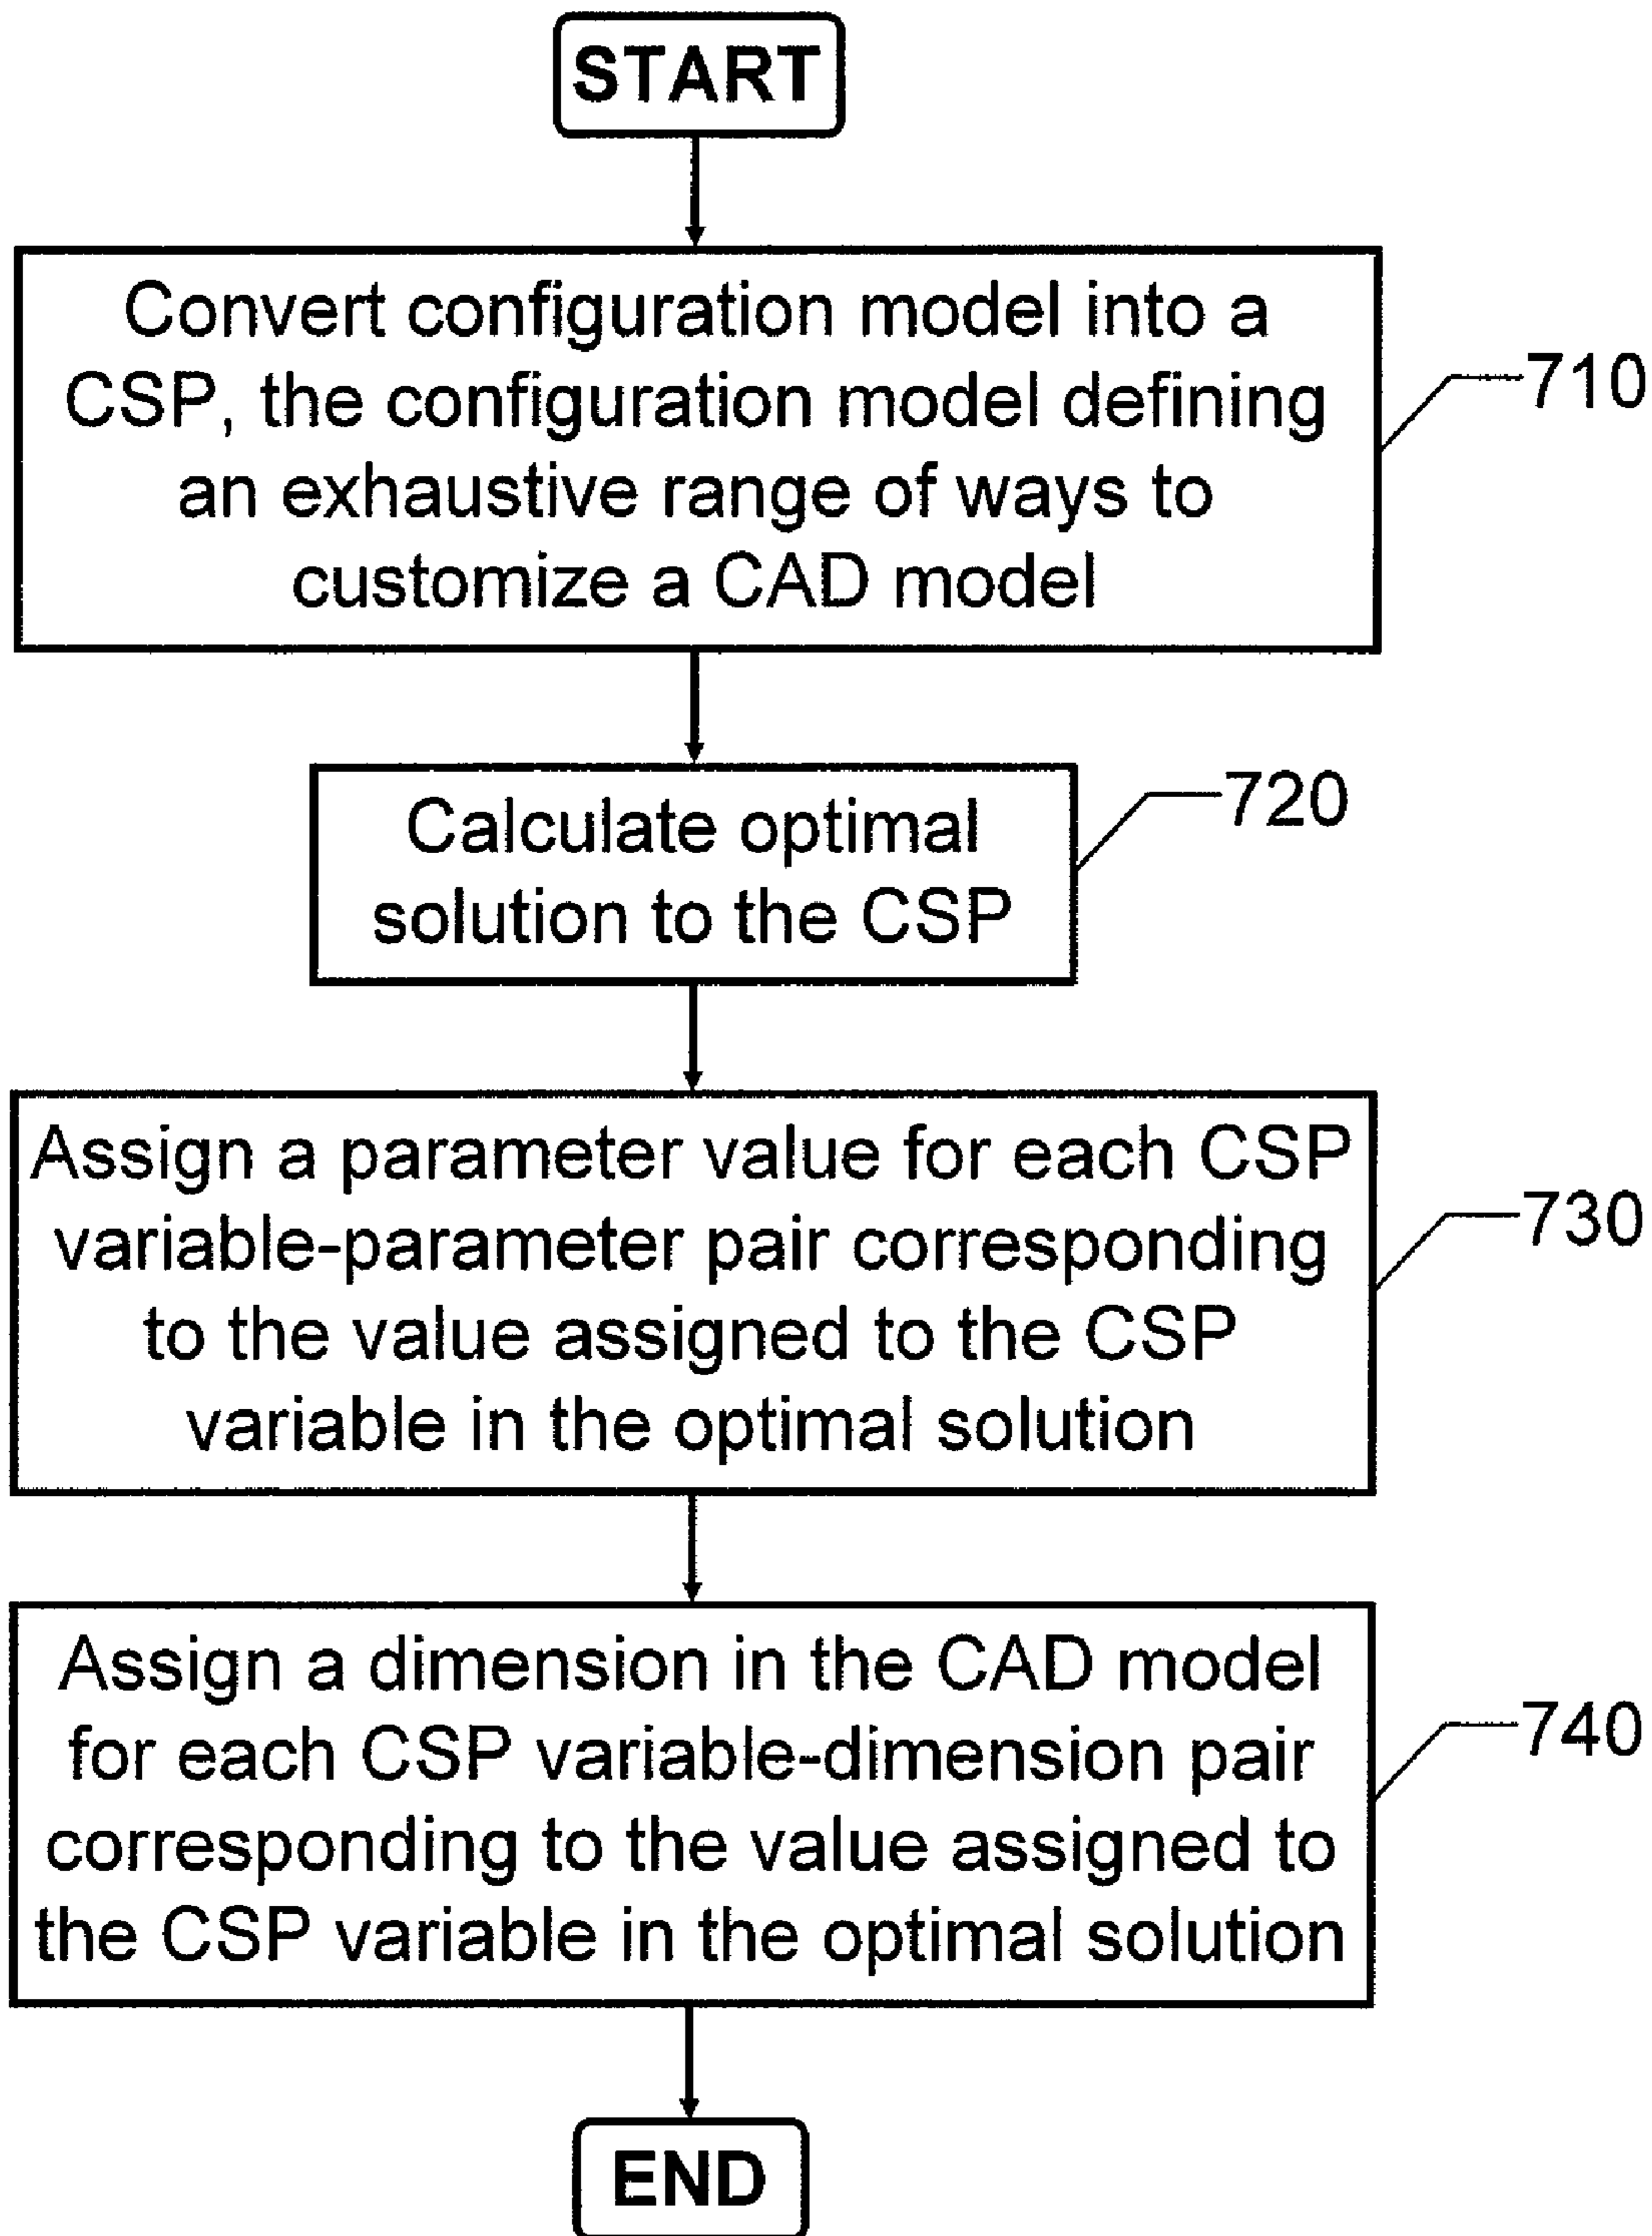 START
Convert configuration model into a
CSP, the configuration model defining
an exhaustive range of ways to
customize a CAD model
710
Calculate optimal
solution to the CSP
720
Assign a parameter value for each CSP
variable-parameter pair corresponding
to the value assigned to the CSP
variable in the optimal solution
730
Assign a dimension in the CAD model
for each CSP variable-dimension pair
corresponding to the value assigned to
the CSP variable in the optimal solution
740
END